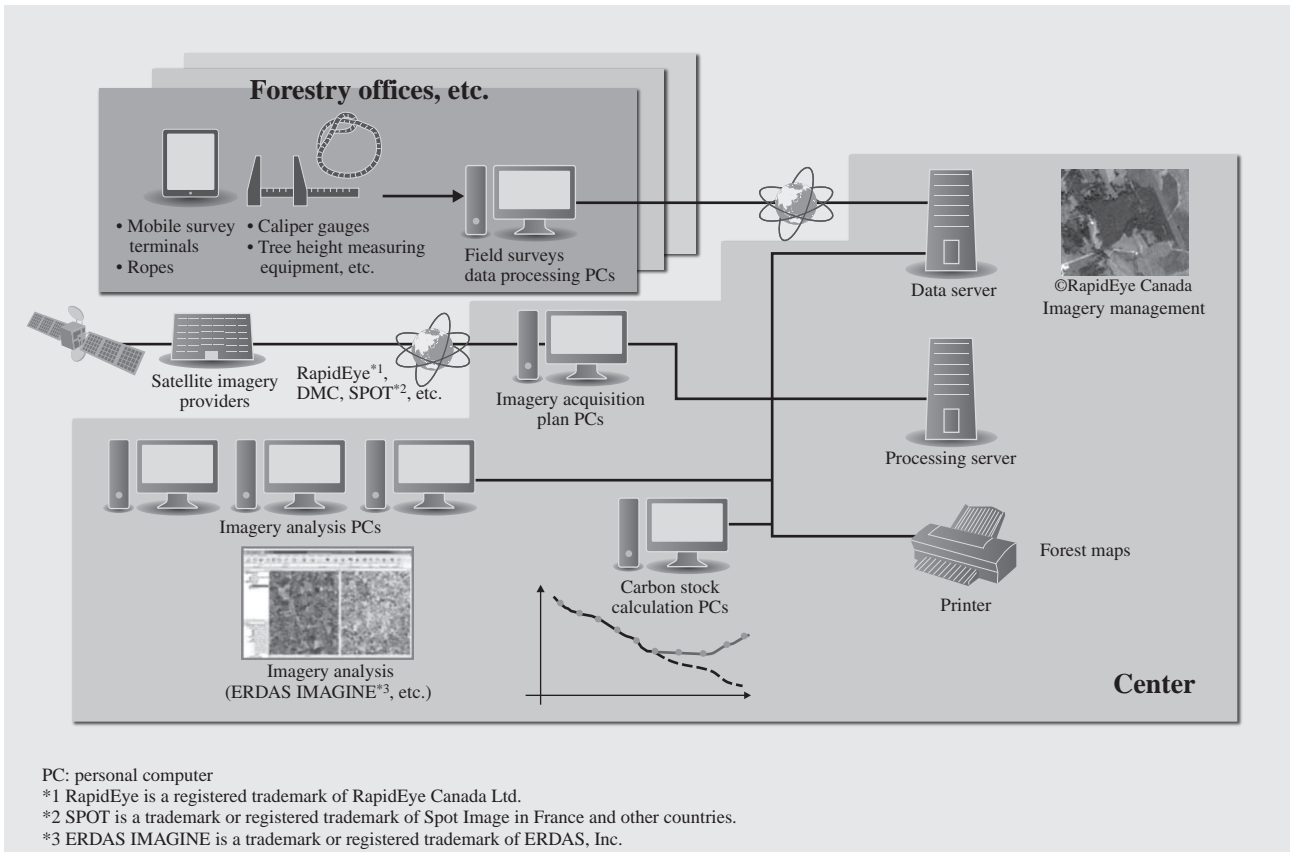 Forestry offices, etc.
• Mobile survey
terminals
• Ropes
• Caliper gauges
• Tree height measuring
equipment, etc.
Field surveys
data processing PCs
Data server
©RapidEye Canada
Imagery management
Satellite imagery
providers
RapidEye*1,
DMC, SPOT*2, etc.
Imagery acquisition
plan PCs
Processing server
Imagery analysis PCs
Carbon stock
calculation PCs
Forest maps
Printer
Imagery analysis
(ERDAS IMAGINE*3, etc.)
Center
PC: personal computer
*1 RapidEye is a registered trademark of RapidEye Canada Ltd.
*2 SPOT is a trademark or registered trademark of Spot Image in France and other countries.
*3 ERDAS IMAGINE is a trademark or registered trademark of ERDAS, Inc.